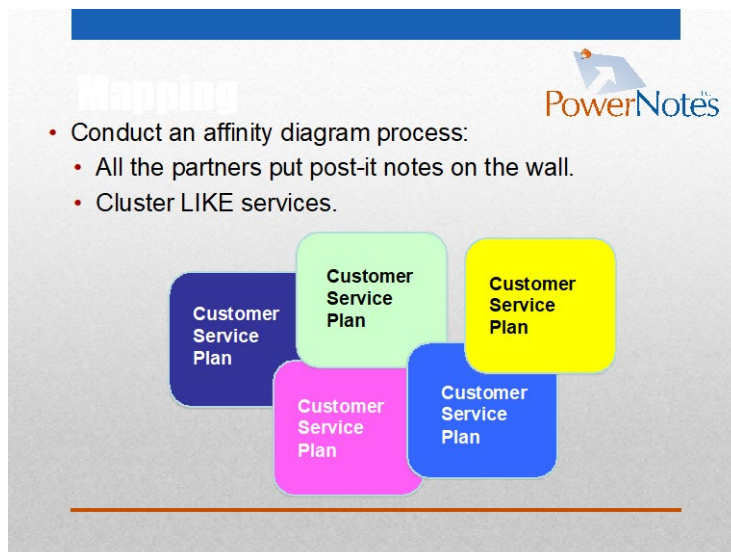 Mapping
PowerNotes
• Conduct an affinity diagram process:
• All the partners put post-it notes on the wall.
• Cluster LIKE services.
Customer
Service
Plan
Customer
Service
Plan
Customer
Service
Plan
Customer
Service
Plan
Customer
Service
Plan